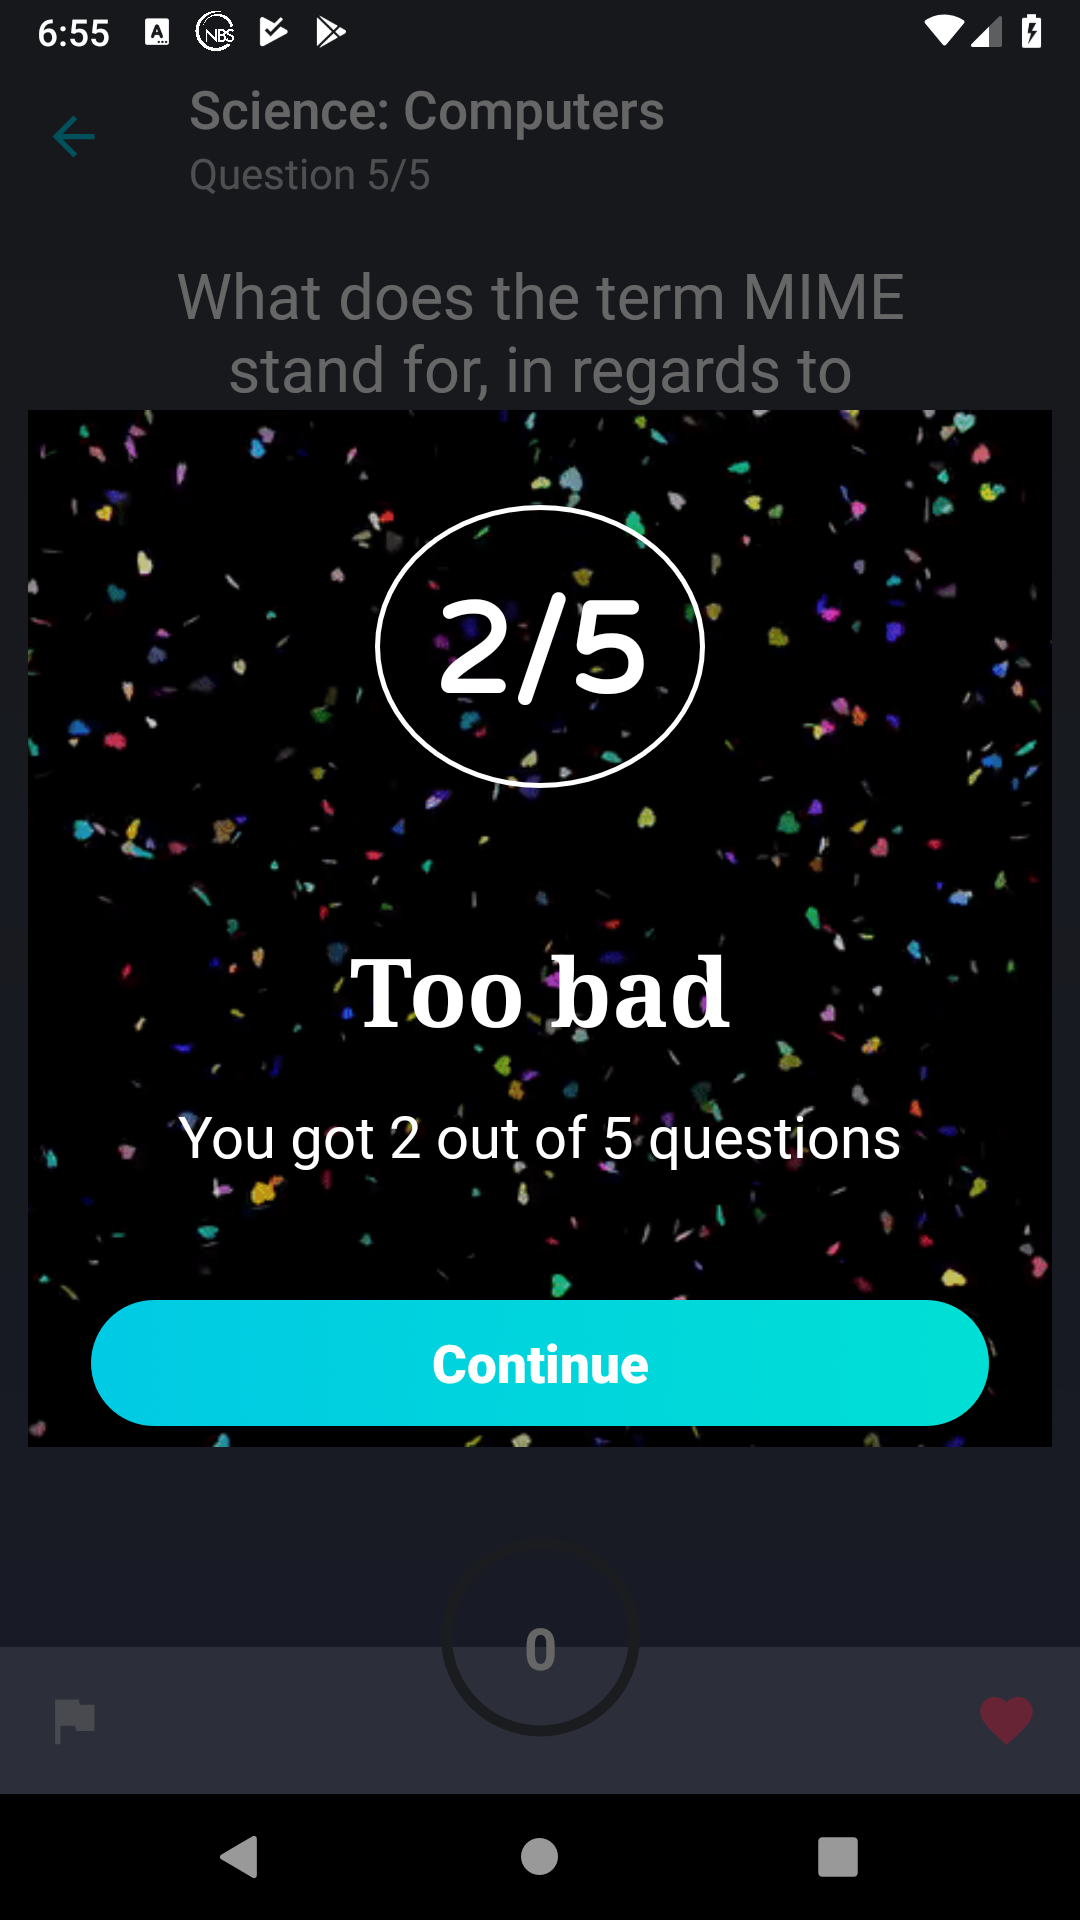 6:55
A
NBS
Science: Computers
Question 5/5
What does the term MIME
stand for, in regards to
2/5
Too bad
You got 2 out of 5 questions
Continue
0